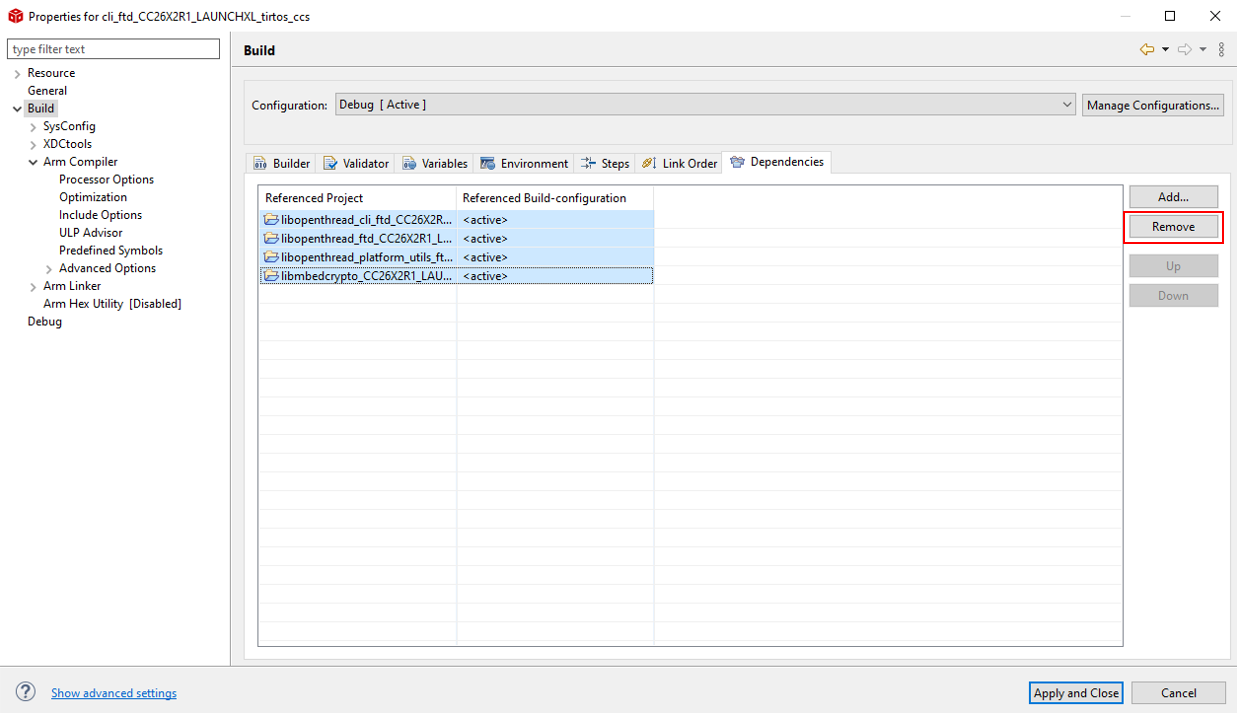 Properties for cli_ftd_CC26X2R1_LAUNCHXL_tirtos_ccs
type filter text
Resource
General
Build
SysConfig
XDCtools
Arm Compiler
Processor Options
Optimization
Include Options
ULP Advisor
Predefined Symbols
Advanced Options
Arm Linker
Arm Hex Utility [Disabled]
Debug
Build
Configuration: Debug [ Active ] Manage Configurations...
Builder Validator Variables Environment Steps Link Order Dependencies
Referenced Project Referenced Build-configuration
libopenthread_cli_ftd_CC26X2R... <active>
libopenthread_ftd_CC26X2R1_L... <active>
libopenthread_platform_utils_ft... <active>
libmbedcrypto_CC26X2R1_LAU... <active>
Add...
Remove
Up
Down
? Show advanced settings Apply and Close Cancel